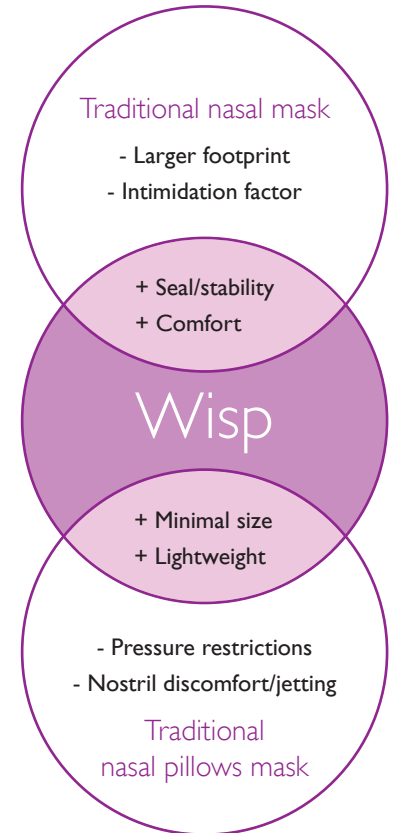 Traditional nasal mask
- Larger footprint
- Intimidation factor
+ Seal/stability
+ Comfort
Wisp
+ Minimal size
+ Lightweight
- Pressure restrictions
- Nostril discomfort/jetting
Traditional
nasal pillows mask